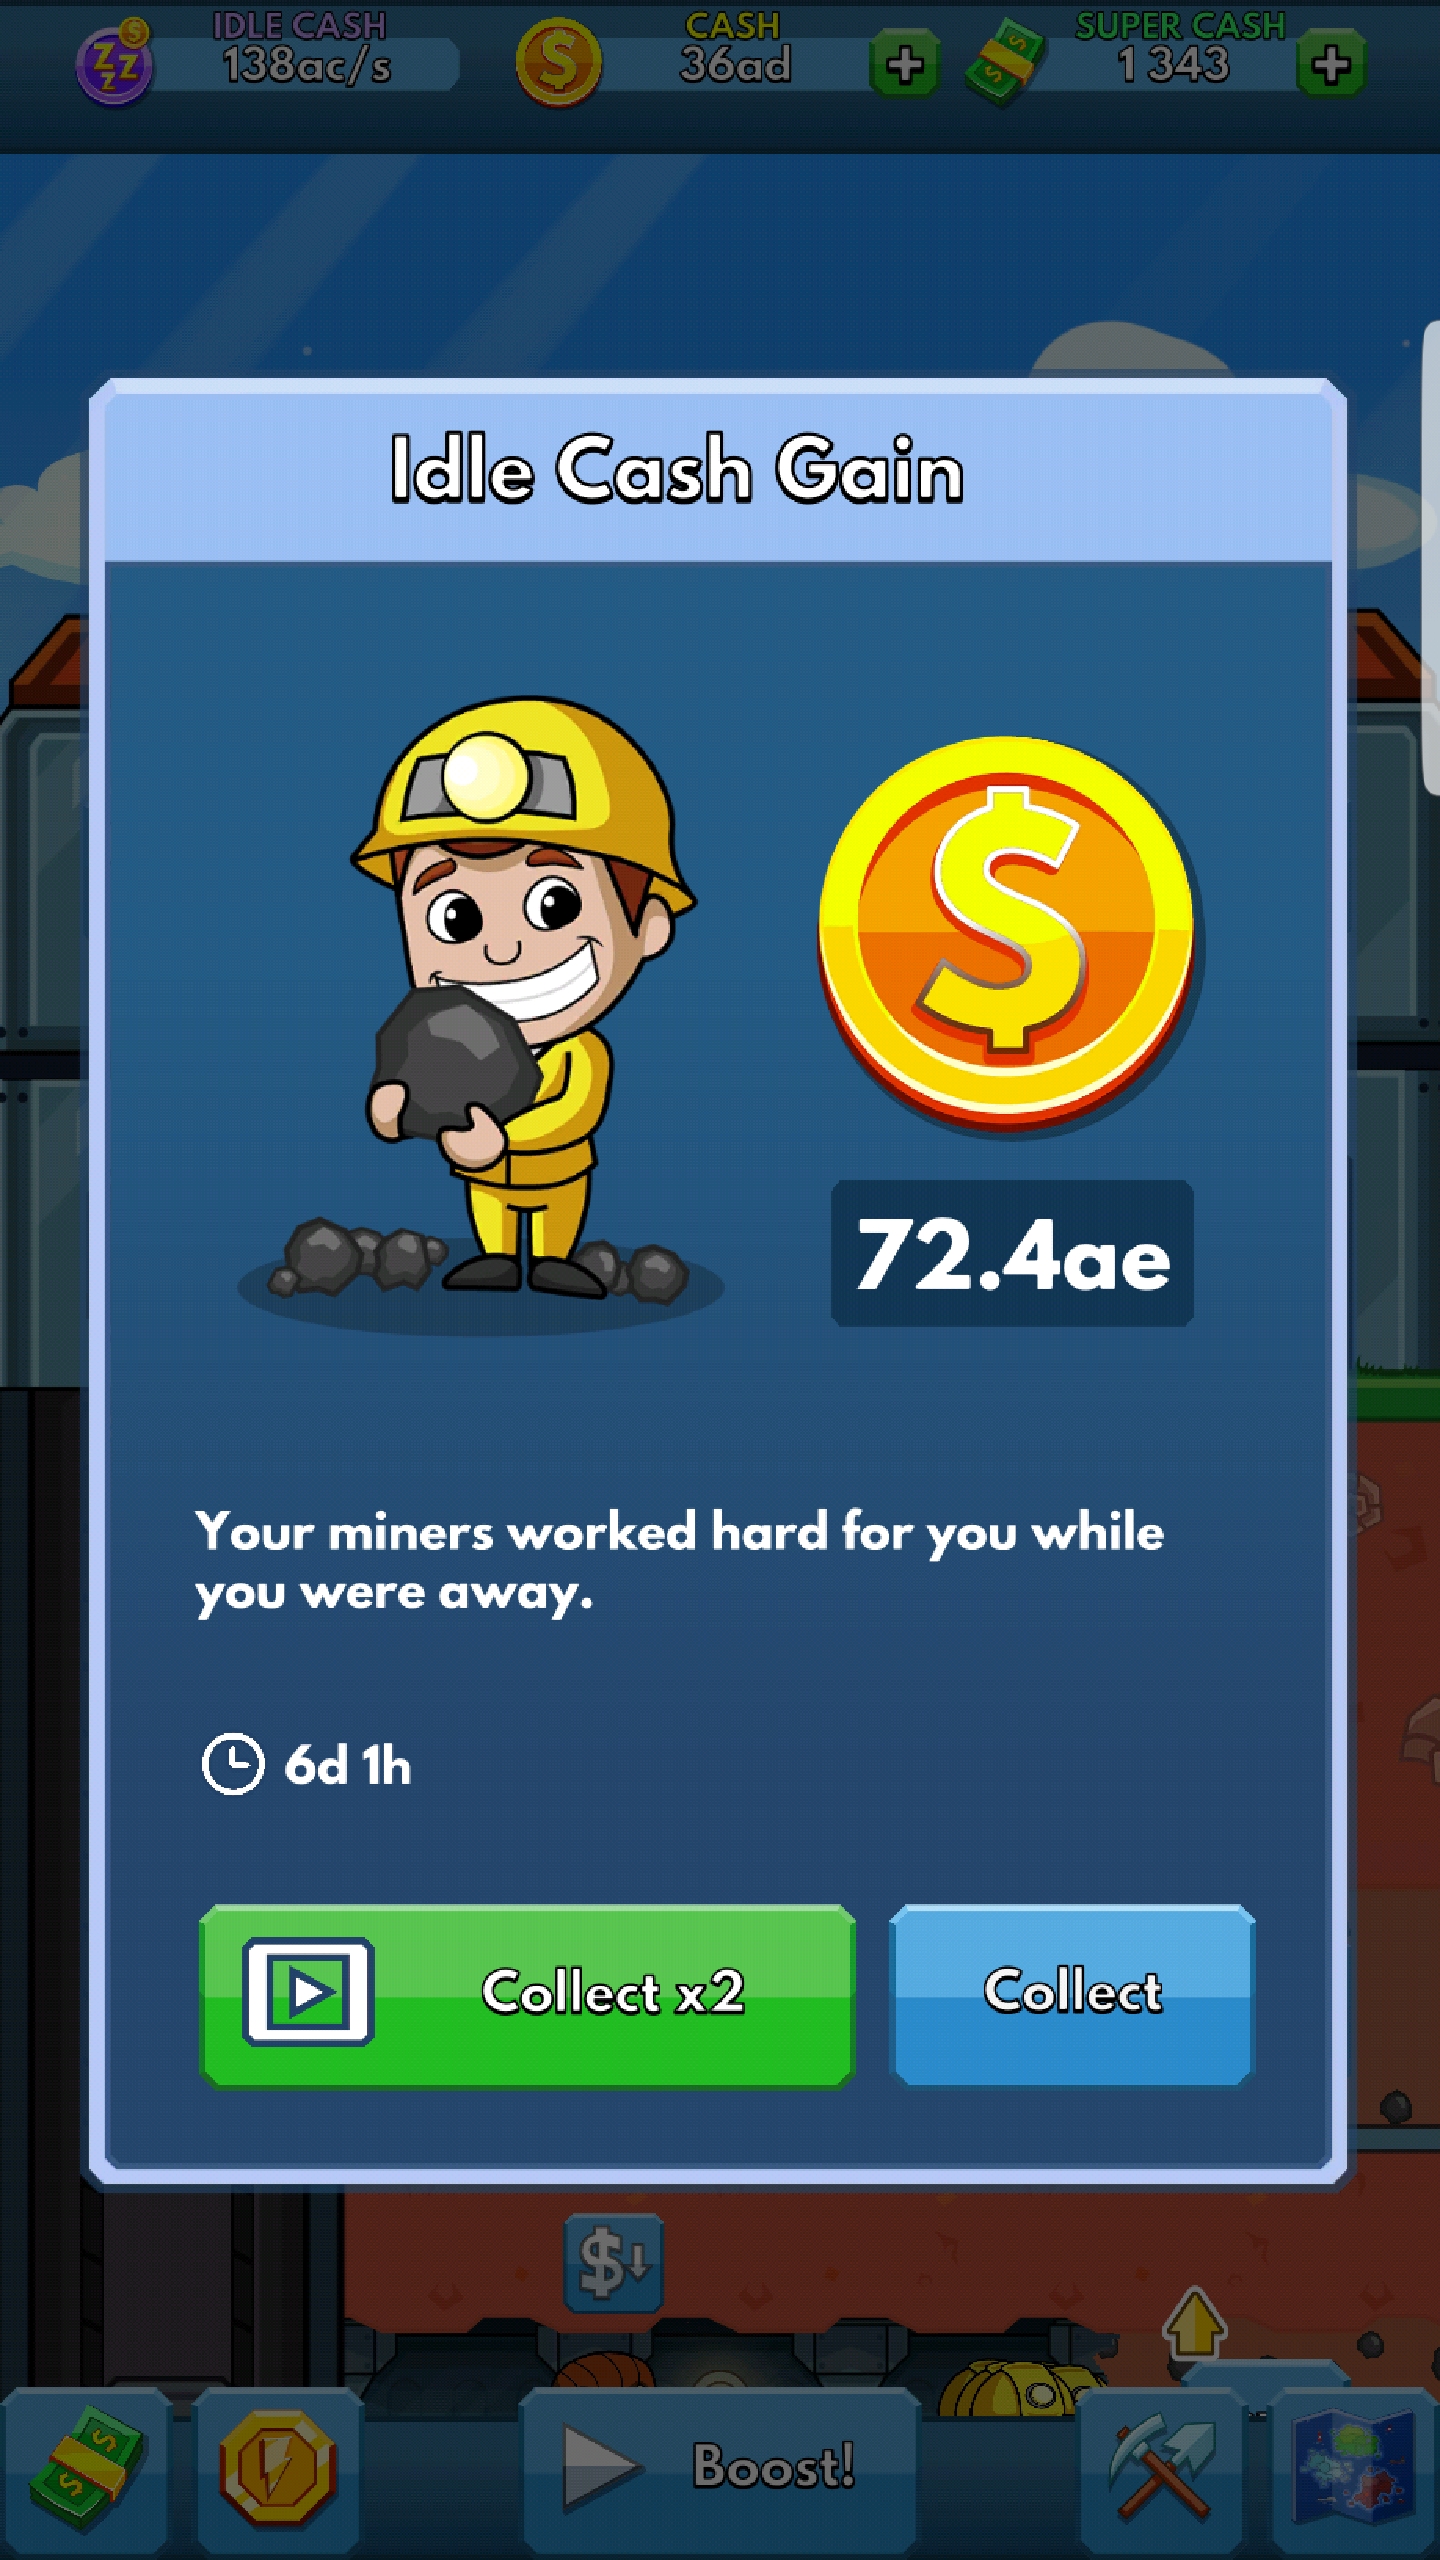 IDLE CASH
138ac/s
CASH
36ad
SUPER CASH
1 343
Idle Cash Gain
72.4ae
Your miners worked hard for you while
you were away.
6d 1h
Collect x2
Collect
Boost!